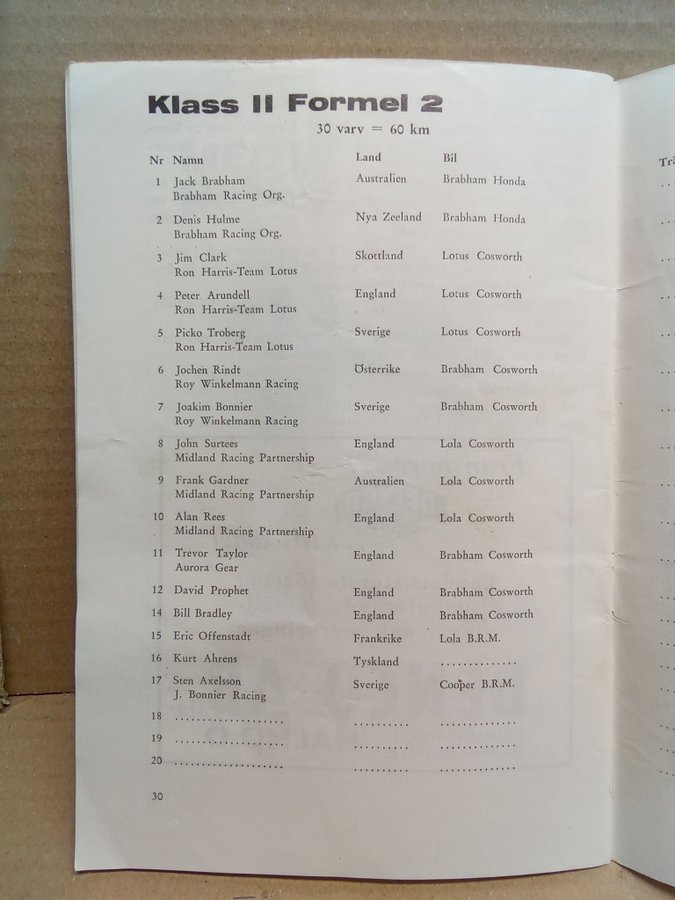 Klass II Formel 2
30 varv = 60 km
Nr Namn Land Bil
1 Jack Brabham Australien Brabham Honda
Brabham Racing Org.
2 Denis Hulme Nya Zeeland Brabham Honda
Brabham Racing Org.
3 Jim Clark Skottland Lotus Cosworth
Ron Harris-Team Lotus
4 Peter Arundell England Lotus Cosworth
Ron Harris-Team Lotus
5 Picko Troberg Sverige Lotus Cosworth
Ron Harris-Team Lotus
6 Jochen Rindt Österrike Brabham Cosworth
Roy Winkelmann Racing
7 Joakim Bonnier Sverige Brabham Cosworth
Roy Winkelmann Racing
8 John Surtees England Lola Cosworth
Midland Racing Partnership
9 Frank Gardner Australien Lola Cosworth
Midland Racing Partnership
10 Alan Rees England Lola Cosworth
Midland Racing Partnership
11 Trevor Taylor England Brabham Cosworth
Aurora Gear
12 David Prophet England Brabham Cosworth
14 Bill Bradley England Brabham Cosworth
15 Eric Offenstadt Frankrike Lola B.R.M.
16 Kurt Ahrens Tyskland ..............
17 Sten Axelsson Sverige Cooper B.R.M.
J. Bonnier Racing
18 .................... .......... ..............
19 .................... .......... ..............
20 .................... .......... ..............
30